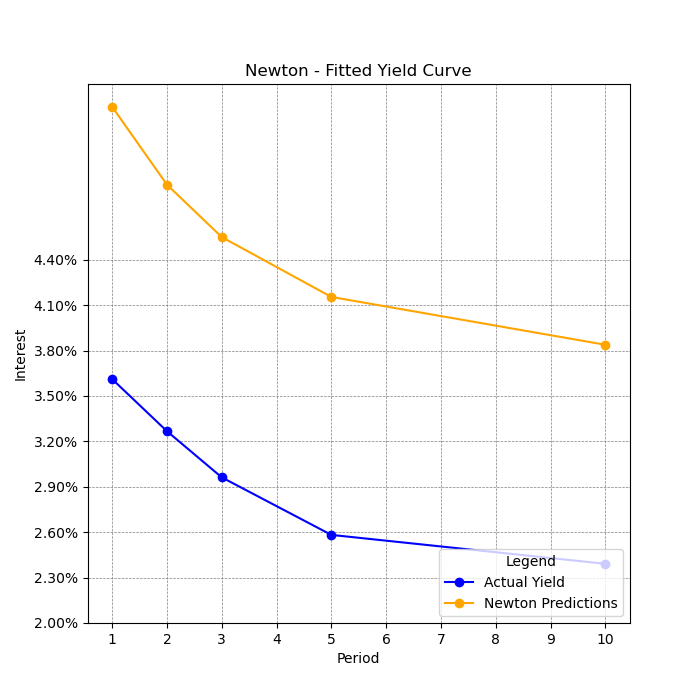 Newton - Fitted Yield Curve
4.40%
4.10%
3.80%
3.50%
3.20%
2.90%
2.60%
2.30%
2.00%
Interest
1 2 3 4 5 6 7 8 9 10
Period
Legend
Actual Yield
Newton Predictions